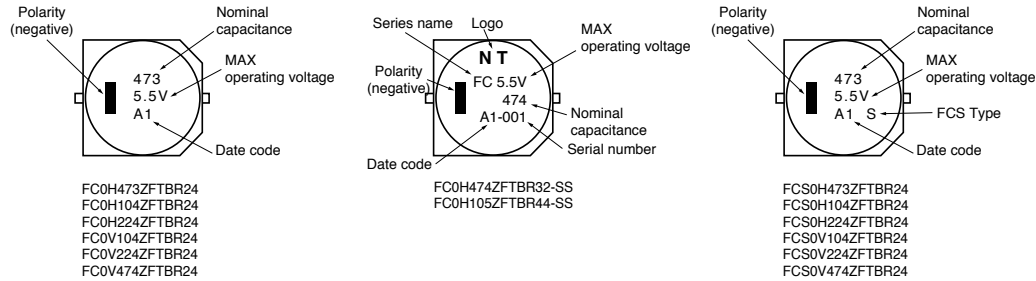 Polarity
(negative)
Nominal
capacitance
473
5.5V
A1
MAX
operating voltage
Date code
FC0H473ZFTBR24
FC0H104ZFTBR24
FC0H224ZFTBR24
FC0V104ZFTBR24
FC0V224ZFTBR24
FC0V474ZFTBR24
Series name
Logo
MAX
operating voltage
Polarity
(negative)
N T
FC 5.5V
474
A1-001
Nominal
capacitance
Serial number
Date code
FC0H474ZFTBR32-SS
FC0H105ZFTBR44-SS
Polarity
(negative)
Nominal
capacitance
473
5.5V
A1 S
MAX
operating voltage
FCS Type
Date code
FCS0H473ZFTBR24
FCS0H104ZFTBR24
FCS0H224ZFTBR24
FCS0V104ZFTBR24
FCS0V224ZFTBR24
FCS0V474ZFTBR24